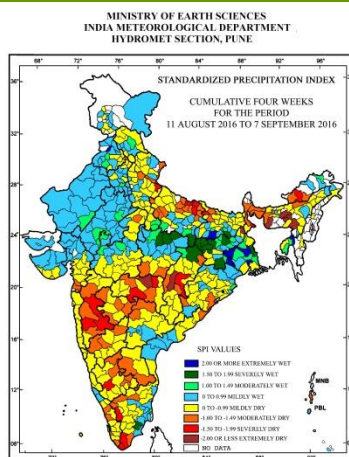 MINISTRY OF EARTH SCIENCES
INDIA METEOROLOGICAL DEPARTMENT
HYDROMET SECTION, PUNE
68° 72° 76° 80° 84° 88° 92° 96°
STANDARDIZED PRECIPITATION INDEX
CUMULATIVE FOUR WEEKS
FOR THE PERIOD
11 AUGUST 2016 TO 7 SEPTEMBER 2016
36°
32°
28°
24°
20°
16°
12°
08°
SPI VALUES
2.00 OR MORE EXTREMELY WET
1.50 TO 1.99 SEVERELY WET
1.00 TO 1.49 MODERATELY WET
0 TO 0.99 MILDLY WET
0 TO -0.99 MILDLY DRY
-1.00 TO -1.49 MODERATELY DRY
-1.50 TO -1.99 SEVERELY DRY
-2.00 OR LESS EXTREMELY DRY
NO DATA
MNB
PBL